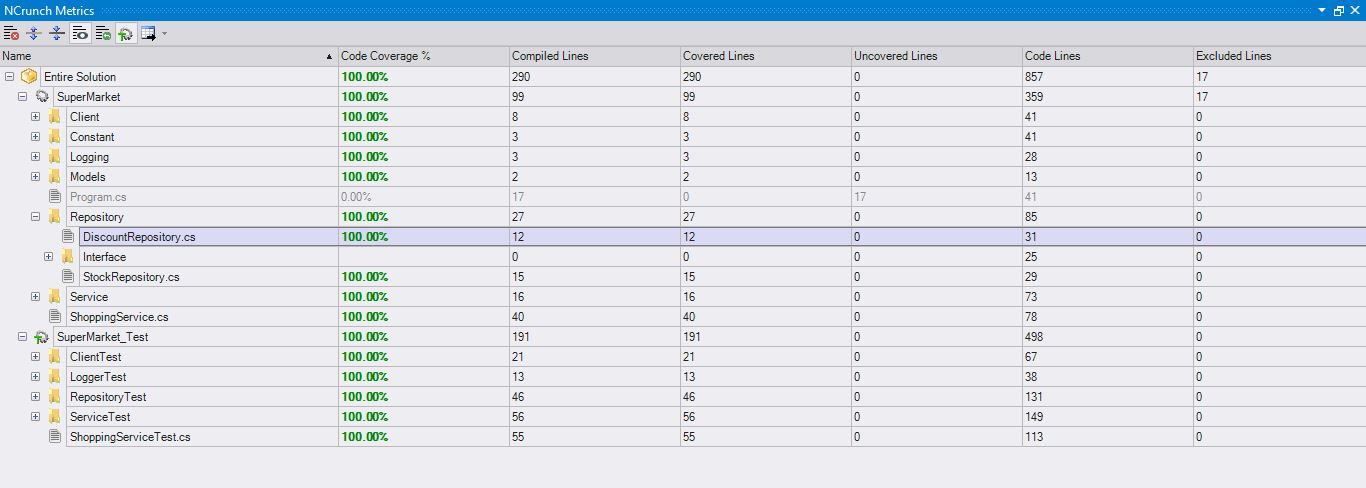 NCrunch Metrics
Name Code Coverage % Compiled Lines Covered Lines Uncovered Lines Code Lines Excluded Lines
Entire Solution 100.00% 290 290 0 857 17
SuperMarket 100.00% 99 99 0 359 17
Client 100.00% 8 8 0 41 0
Constant 100.00% 3 3 0 41 0
Logging 100.00% 3 3 0 28 0
Models 100.00% 2 2 0 13 0
Program.cs 0.00% 17 0 17 41 0
Repository 100.00% 27 27 0 85 0
DiscountRepository.cs 100.00% 12 12 0 31 0
Interface 0 0 0 25 0
StockRepository.cs 100.00% 15 15 0 29 0
Service 100.00% 16 16 0 73 0
ShoppingService.cs 100.00% 40 40 0 78 0
SuperMarket_Test 100.00% 191 191 0 498 0
ClientTest 100.00% 21 21 0 67 0
LoggerTest 100.00% 13 13 0 38 0
RepositoryTest 100.00% 46 46 0 131 0
ServiceTest 100.00% 56 56 0 149 0
ShoppingServiceTest.cs 100.00% 55 55 0 113 0